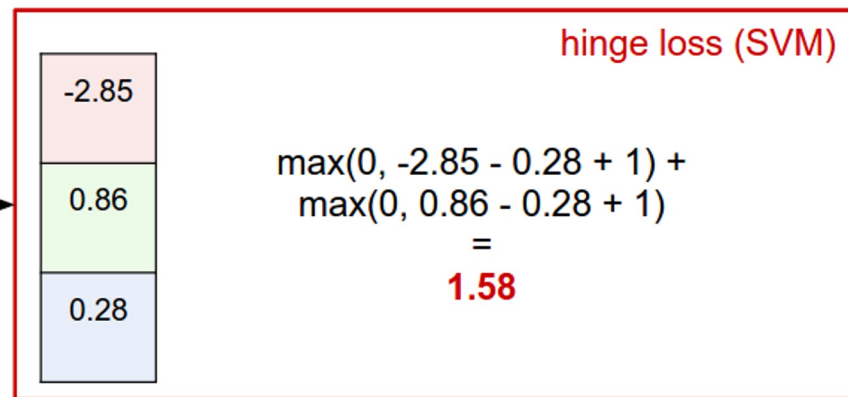 hinge loss (SVM)
-2.85
0.86
0.28
max(0, -2.85 - 0.28 + 1) +
max(0, 0.86 - 0.28 + 1)
=
1.58